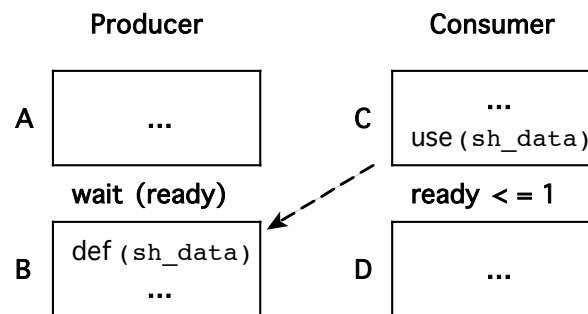 Producer
Consumer
A
...
C
...
use (sh_data)
wait (ready)
ready < = 1
B
def (sh_data)
...
D
...